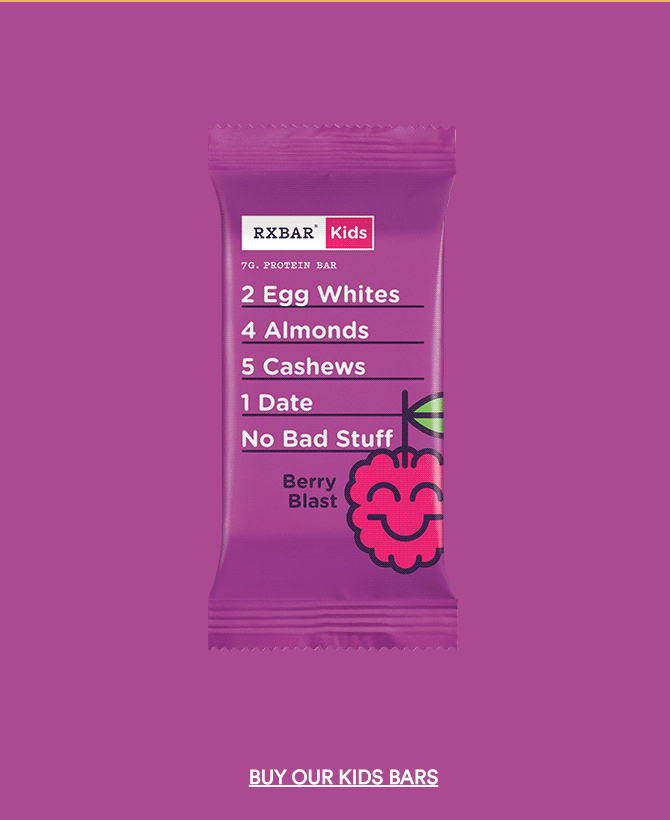 RXBAR® Kids
7G. PROTEIN BAR
2 Egg Whites
4 Almonds
5 Cashews
1 Date
No Bad Stuff
Berry
Blast
BUY OUR KIDS BARS